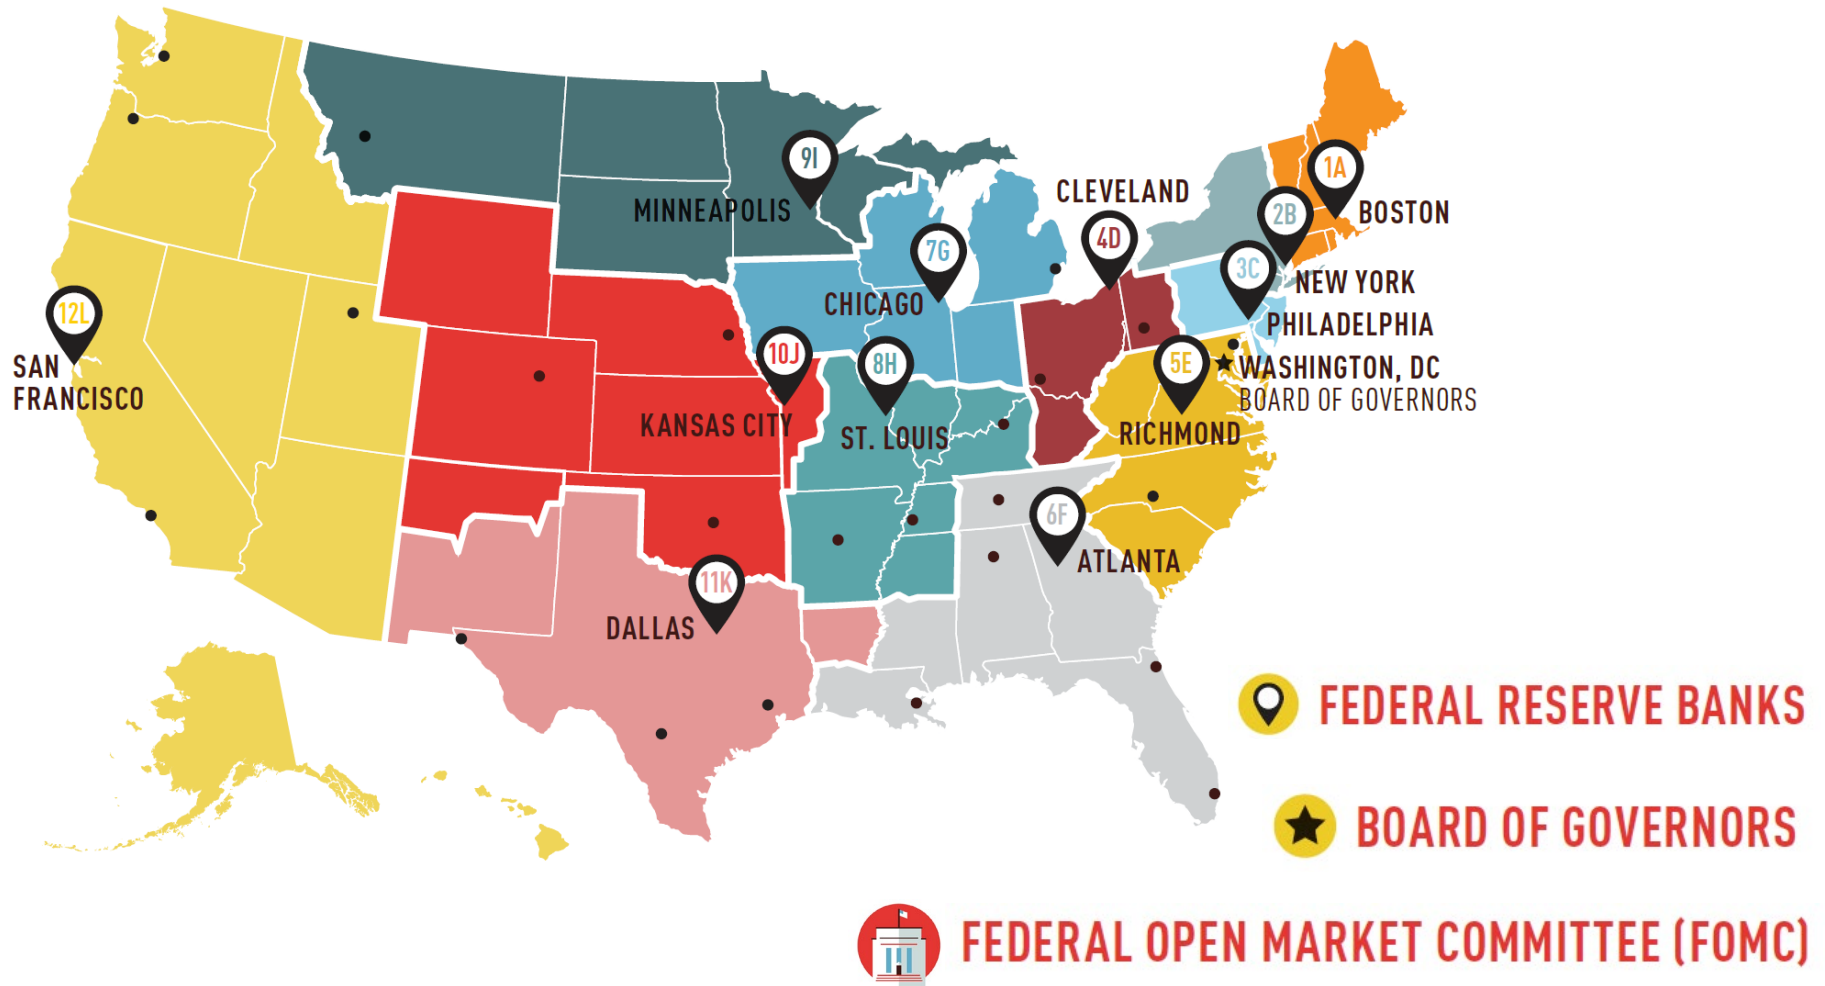 1A
9I
CLEVELAND
MINNEAPOLIS
2B
BOSTON
4D
7G
3C
NEW YORK
CHICAGO
12L
PHILADELPHIA
10J
8H
5E
WASHINGTON, DC
BOARD OF GOVERNORS
SAN
FRANCISCO
KANSAS CITY
ST. LOUIS
RICHMOND
6F
ATLANTA
11K
DALLAS
FEDERAL RESERVE BANKS
BOARD OF GOVERNORS
FEDERAL OPEN MARKET COMMITTEE (FOMC)